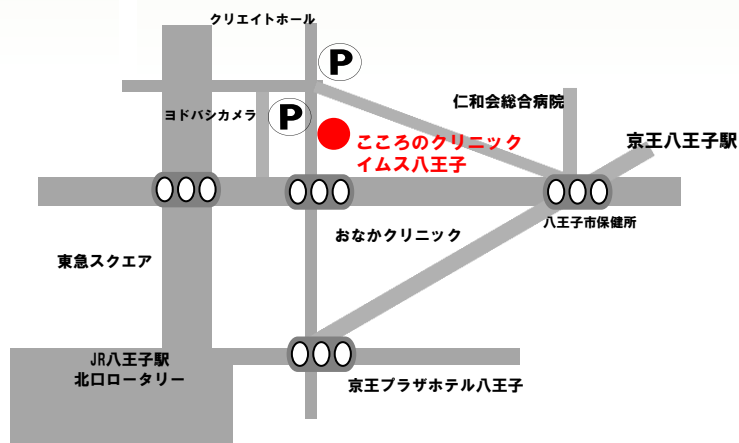 クリエイトホール
P
仁和会総合病院
ヨドバシカメラ
P
こころのクリニック
イムス八王子
京王八王子駅
八王子市保健所
おなかクリニック
東急スクエア
JR八王子駅
北口ロータリー
京王プラザホテル八王子